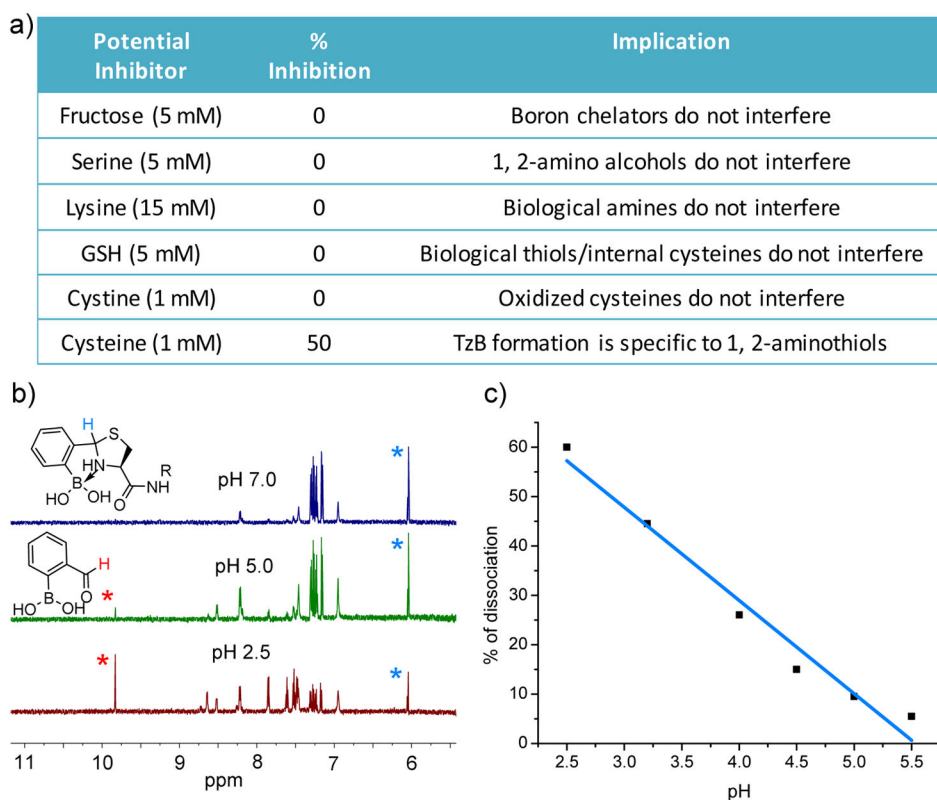 a)
Potential Inhibitor % Inhibition Implication
Fructose (5 mM) 0 Boron chelators do not interfere
Serine (5 mM) 0 1, 2-amino alcohols do not interfere
Lysine (15 mM) 0 Biological amines do not interfere
GSH (5 mM) 0 Biological thiols/internal cysteines do not interfere
Cystine (1 mM) 0 Oxidized cysteines do not interfere
Cysteine (1 mM) 50 TzB formation is specific to 1, 2-aminothiols
b)
H
S
HN
R
B
NH
HO
OH
O
pH 7.0
*
H
B
O
HO
OH
*
pH 5.0
*
*
pH 2.5
*
11 10 9 8 7 6
ppm
c)
% of dissociation
60
50
40
30
20
10
0
2.5 3.0 3.5 4.0 4.5 5.0 5.5
pH